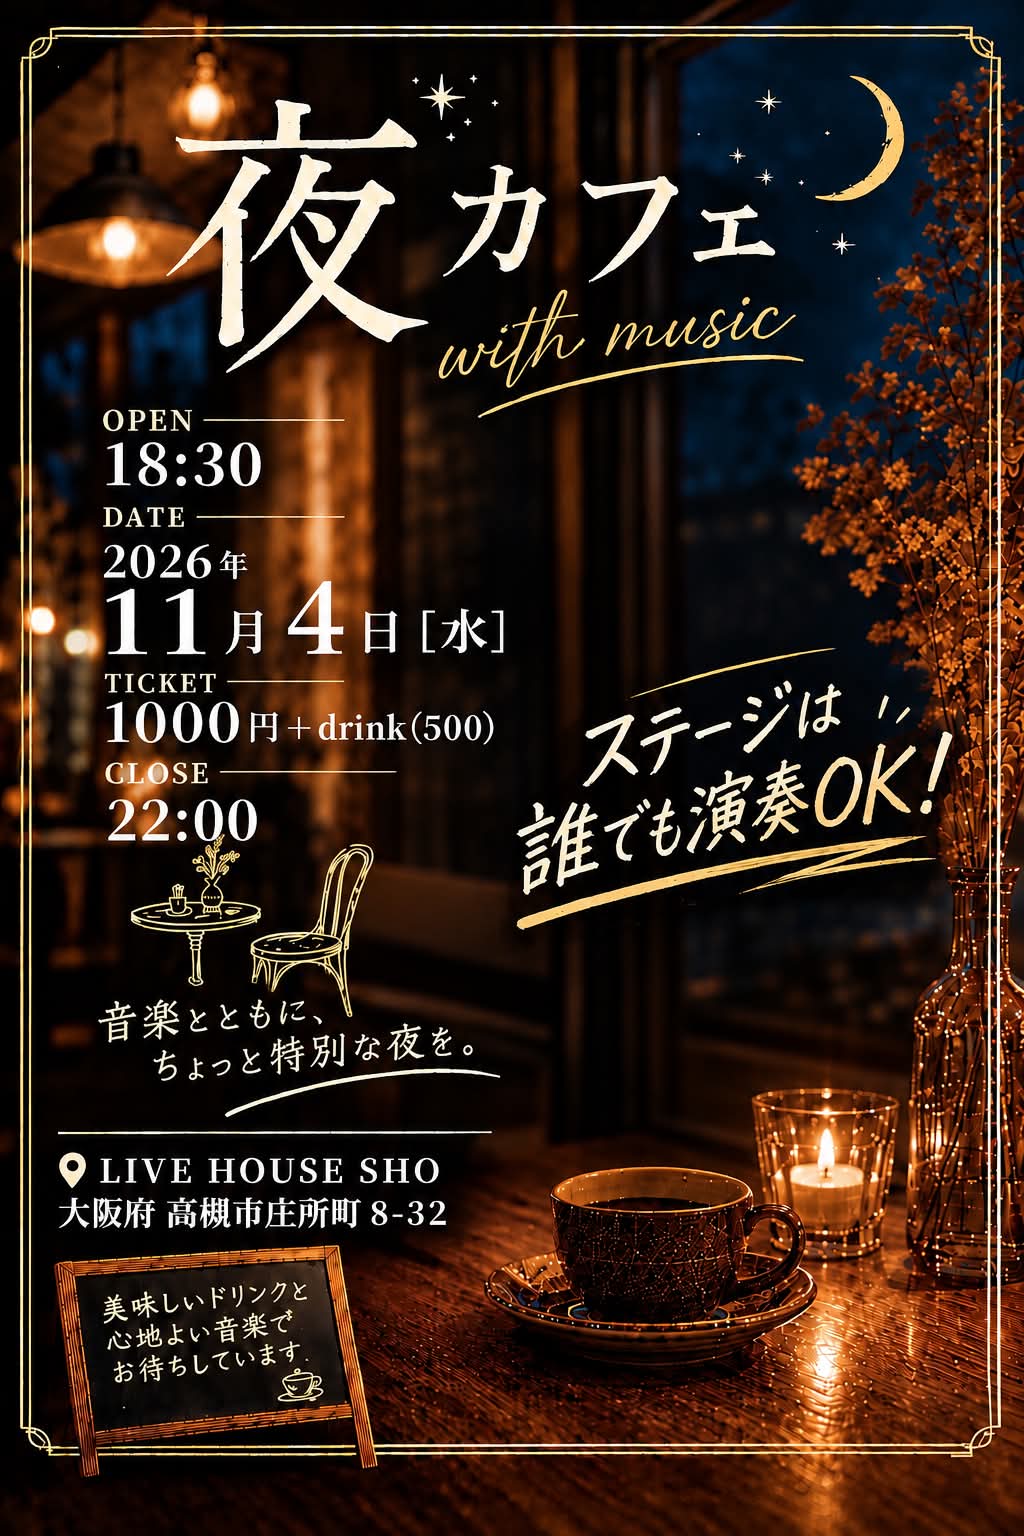 夜カフェ
with music
OPEN
18:30
DATE
2026年
11月4日[水]
TICKET
1000円+drink(500)
CLOSE
22:00
ステージは
誰でも演奏OK!
音楽とともに、
ちょっと特別な夜を。
LIVE HOUSE SHO
大阪府 高槻市庄所町 8-32
美味しいドリンクと
心地よい音楽で
お待ちしています.